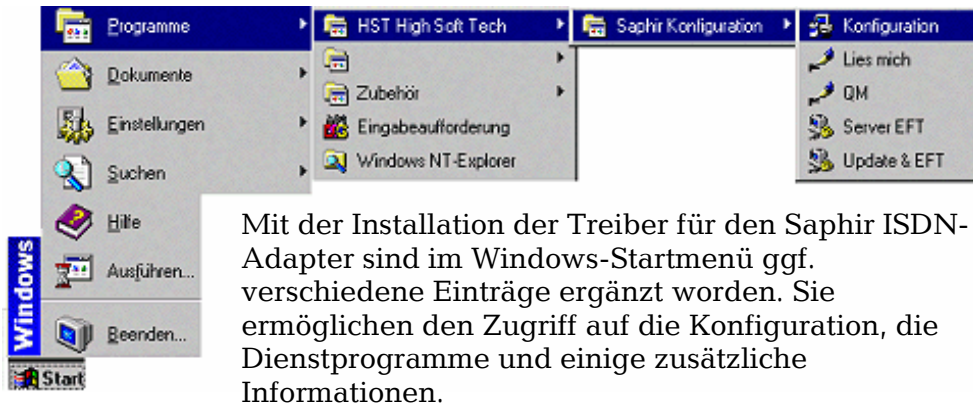 Programme
Dokumente
Einstellungen
Suchen
Hilfe
Ausführen...
Beenden...
Windows
Start
HST High Soft Tech
Zubehör
Eingabeaufforderung
Windows NT-Explorer
Saphir Konfiguration
Konfiguration
Lies mich
QM
Server EFT
Update & EFT
Mit der Installation der Treiber für den Saphir ISDN-
Adapter sind im Windows-Startmenü ggf.
verschiedene Einträge ergänzt worden. Sie
ermöglichen den Zugriff auf die Konfiguration, die
Dienstprogramme und einige zusätzliche
Informationen.